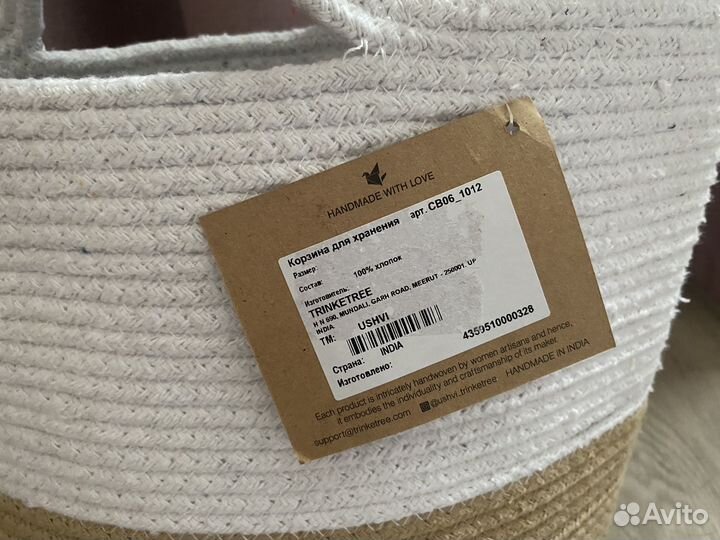 HANDMADE WITH LOVE
Корзина для хранения арт. CB06_1012
Размер:
Состав: 100% хлопок
Изготовитель:
TRINKETREE
H N 600, MUNDALI, GARH ROAD, MEERUT - 250001, UP
INDIA
TM: USHVI
4359510000328
Страна: INDIA
Изготовлено:
Each product is intricately handwoven by women artisans and hence,
it embodies the individuality and craftsmanship of its maker.
support@trinketree.com @ushvi_trinketree HANDMADE IN INDIA
Avito